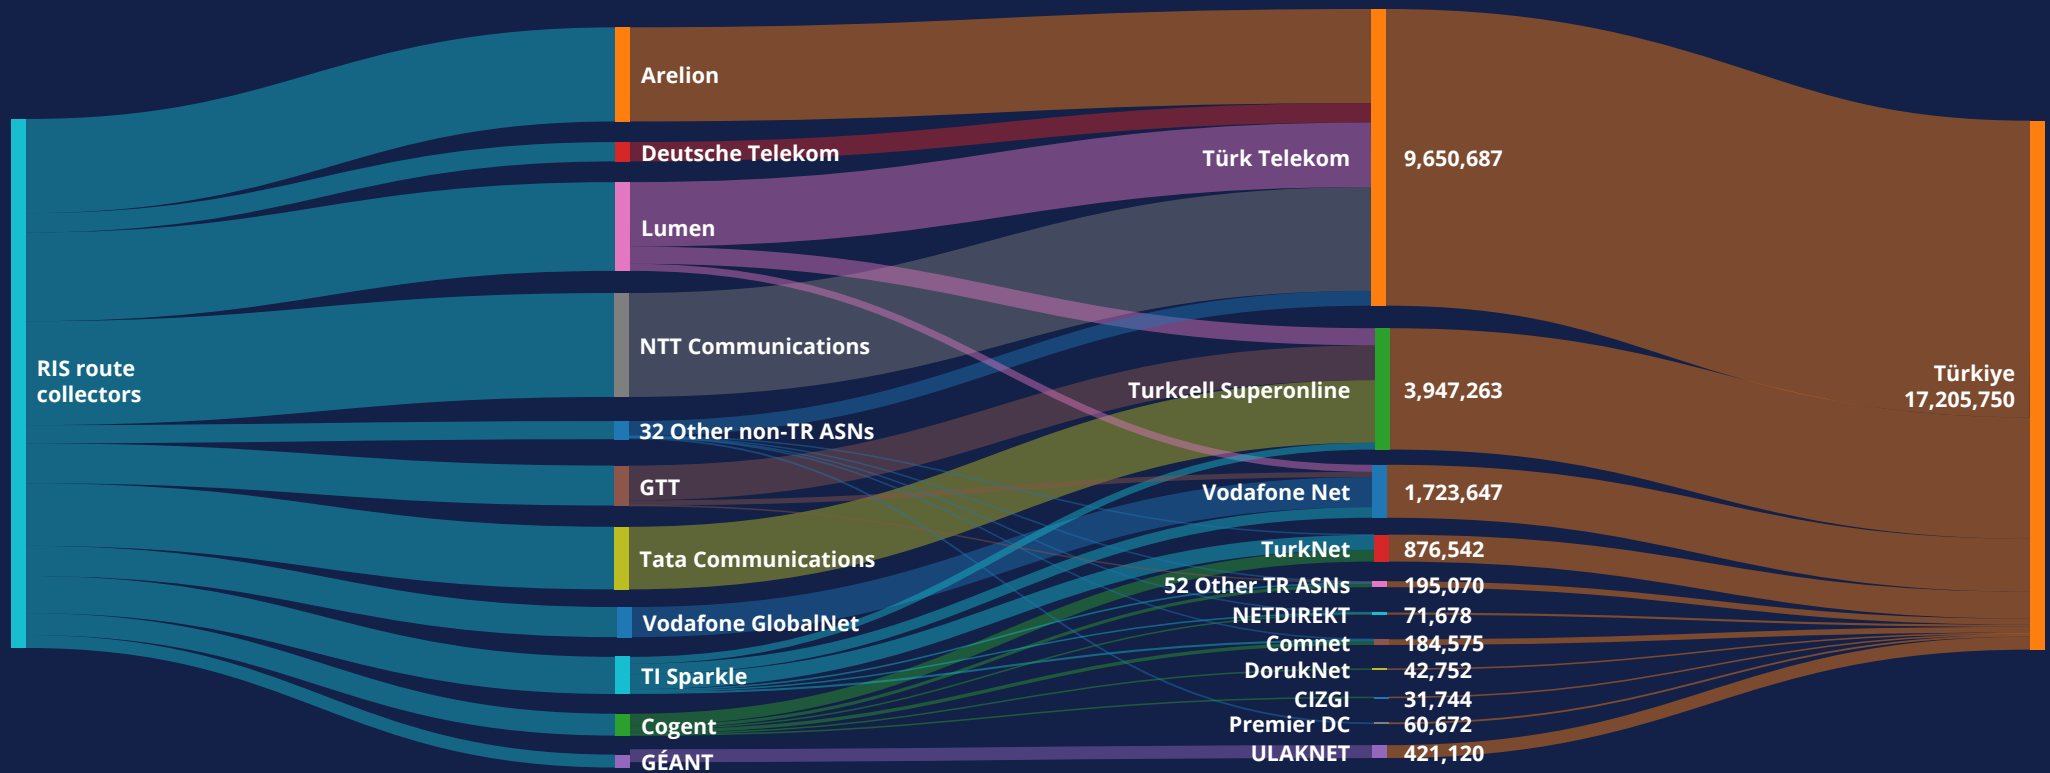 RIS route
collectors
Arelion
Deutsche Telekom
Lumen
NTT Communications
32 Other non-TR ASNs
GTT
Tata Communications
Vodafone GlobalNet
TI Sparkle
Cogent
GÉANT
Türk Telekom 9,650,687
Turkcell Superonline 3,947,263
Vodafone Net 1,723,647
TurkNet 876,542
52 Other TR ASNs 195,070
NETDIREKT 71,678
Comnet 184,575
DorukNet 42,752
CIZGI 31,744
Premier DC 60,672
ULAKNET 421,120
Türkiye
17,205,750